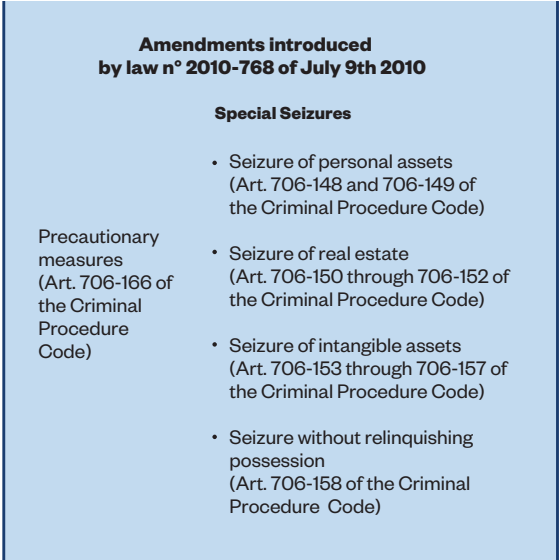 Amendments introduced
by law n° 2010-768 of July 9th 2010
Special Seizures
Precautionary
measures
(Art. 706-166 of
the Criminal
Procedure
Code)
• Seizure of personal assets
(Art. 706-148 and 706-149 of
the Criminal Procedure Code)
• Seizure of real estate
(Art. 706-150 through 706-152 of
the Criminal Procedure Code)
• Seizure of intangible assets
(Art. 706-153 through 706-157 of
the Criminal Procedure Code)
• Seizure without relinquishing
possession
(Art. 706-158 of the Criminal
Procedure Code)